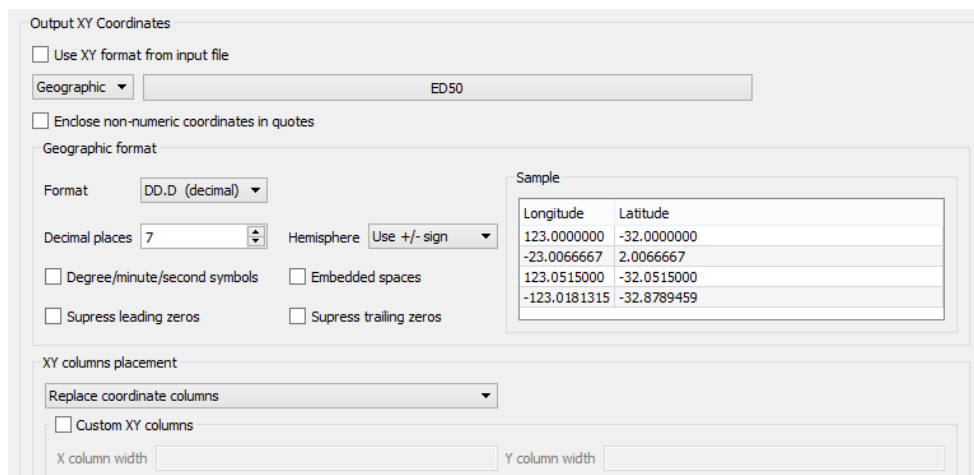 Output XY Coordinates
Use XY format from input file
Geographic ED50
Enclose non-numeric coordinates in quotes
Geographic format
Format DD.D (decimal)
Decimal places 7 Hemisphere Use +/- sign
Degree/minute/second symbols Embedded spaces
Supress leading zeros Supress trailing zeros
Sample
Longitude Latitude
123.0000000 -32.0000000
-23.0066667 2.0066667
123.0515000 -32.0515000
-123.0181315 -32.8789459
XY columns placement
Replace coordinate columns
Custom XY columns
X column width Y column width